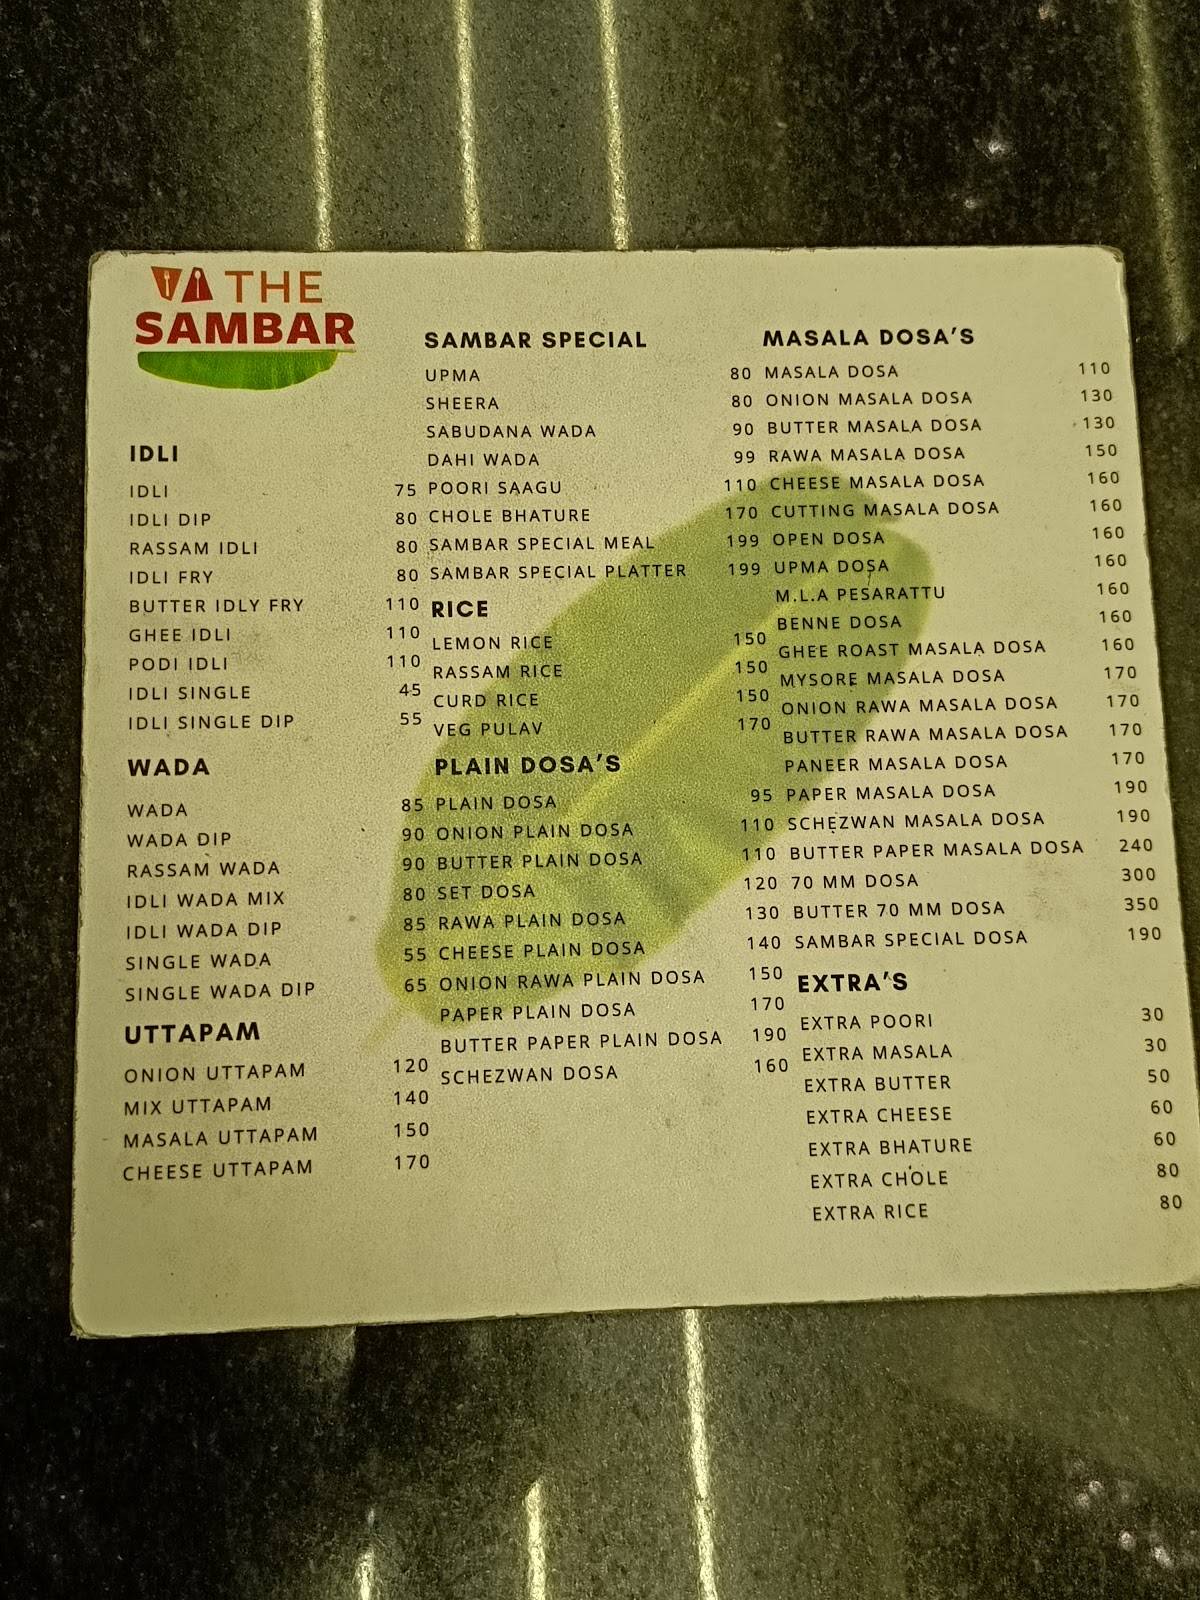 THE
SAMBAR
IDLI
IDLI 75
IDLI DIP 80
RASSAM IDLI 80
IDLI FRY 80
BUTTER IDLY FRY 110
GHEE IDLI 110
PODI IDLI 110
IDLI SINGLE 45
IDLI SINGLE DIP 55
WADA
WADA 85
WADA DIP 90
RASSAM WADA 90
IDLI WADA MIX 80
IDLI WADA DIP 85
SINGLE WADA 55
SINGLE WADA DIP 65
UTTAPAM
ONION UTTAPAM 120
MIX UTTAPAM 140
MASALA UTTAPAM 150
CHEESE UTTAPAM 170
SAMBAR SPECIAL
UPMA 80
SHEERA 80
SABUDANA WADA 90
DAHI WADA 99
POORI SAAGU 110
CHOLE BHATURE 170
SAMBAR SPECIAL MEAL 199
SAMBAR SPECIAL PLATTER 199
RICE
LEMON RICE 150
RASSAM RICE 150
CURD RICE 150
VEG PULAV 170
PLAIN DOSA'S
PLAIN DOSA 95
ONION PLAIN DOSA 110
BUTTER PLAIN DOSA 110
SET DOSA 120
RAWA PLAIN DOSA 130
CHEESE PLAIN DOSA 140
ONION RAWA PLAIN DOSA 150
PAPER PLAIN DOSA 170
BUTTER PAPER PLAIN DOSA 190
SCHEZWAN DOSA 160
MASALA DOSA'S
MASALA DOSA 110
ONION MASALA DOSA 130
BUTTER MASALA DOSA 130
RAWA MASALA DOSA 150
CHEESE MASALA DOSA 160
CUTTING MASALA DOSA 160
OPEN DOSA 160
UPMA DOSA 160
M.L.A PESARATTU 160
BENNE DOSA 160
GHEE ROAST MASALA DOSA 160
MYSORE MASALA DOSA 170
ONION RAWA MASALA DOSA 170
BUTTER RAWA MASALA DOSA 170
PANEER MASALA DOSA 170
PAPER MASALA DOSA 190
SCHEZWAN MASALA DOSA 190
BUTTER PAPER MASALA DOSA 240
70 MM DOSA 300
BUTTER 70 MM DOSA 350
SAMBAR SPECIAL DOSA 190
EXTRA'S
EXTRA POORI 30
EXTRA MASALA 30
EXTRA BUTTER 50
EXTRA CHEESE 60
EXTRA BHATURE 60
EXTRA CHOLE 80
EXTRA RICE 80